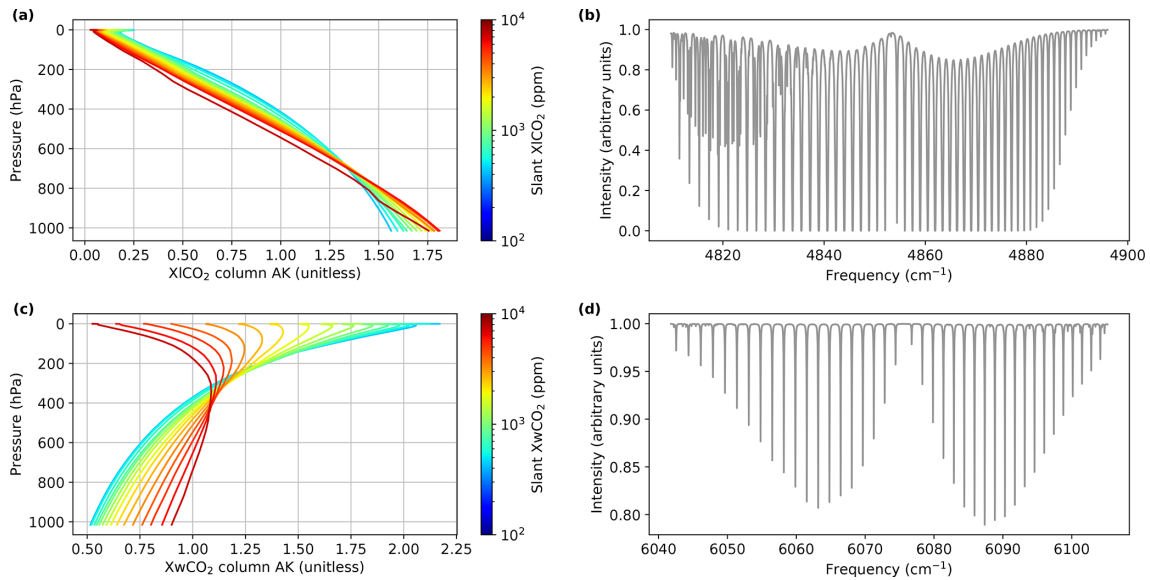 (a)
0
200
400
600
800
1000
Pressure (hPa)
0.00 0.25 0.50 0.75 1.00 1.25 1.50 1.75
XlCO₂ column AK (unitless)
10⁴
10³
10²
Slant XlCO₂ (ppm)
(b)
1.0
0.8
0.6
0.4
0.2
0.0
Intensity (arbitrary units)
4820 4840 4860 4880 4900
Frequency (cm⁻¹)
(c)
0
200
400
600
800
1000
Pressure (hPa)
0.50 0.75 1.00 1.25 1.50 1.75 2.00 2.25
XwCO₂ column AK (unitless)
10⁴
10³
10²
Slant XwCO₂ (ppm)
(d)
1.00
0.95
0.90
0.85
0.80
Intensity (arbitrary units)
6040 6050 6060 6070 6080 6090 6100
Frequency (cm⁻¹)